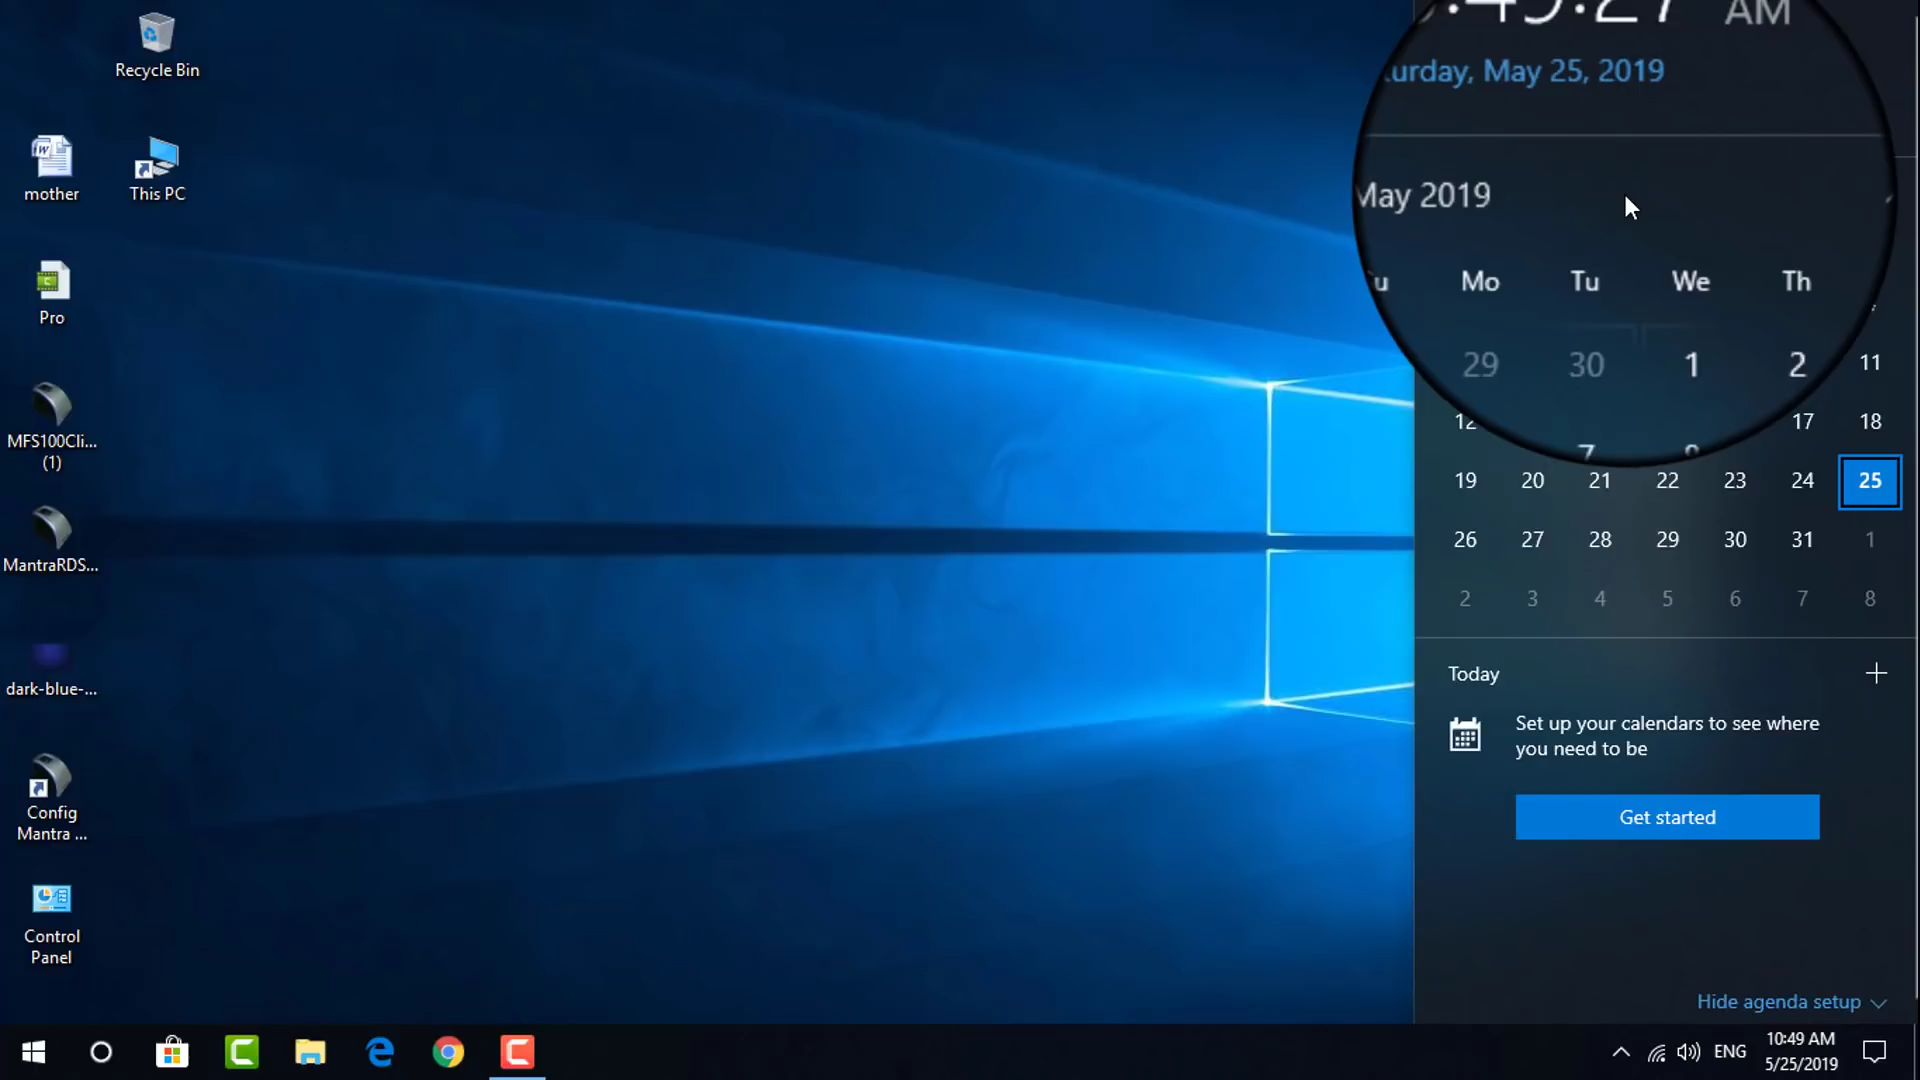 Recycle Bin
mother
This PC
Pro
MFS100Cli...
(1)
MantraRDS...
dark-blue-...
Config
Mantra ...
Control
Panel
AM
May 25, 2019
May 2019
Mo Tu We Th
29 30 1 2 11
12 17 18
19 20 21 22 23 24 25
26 27 28 29 30 31 1
2 3 4 5 6 7 8
Today
Set up your calendars to see where
you need to be
Get started
Hide agenda setup
ENG
10:49 AM
5/25/2019